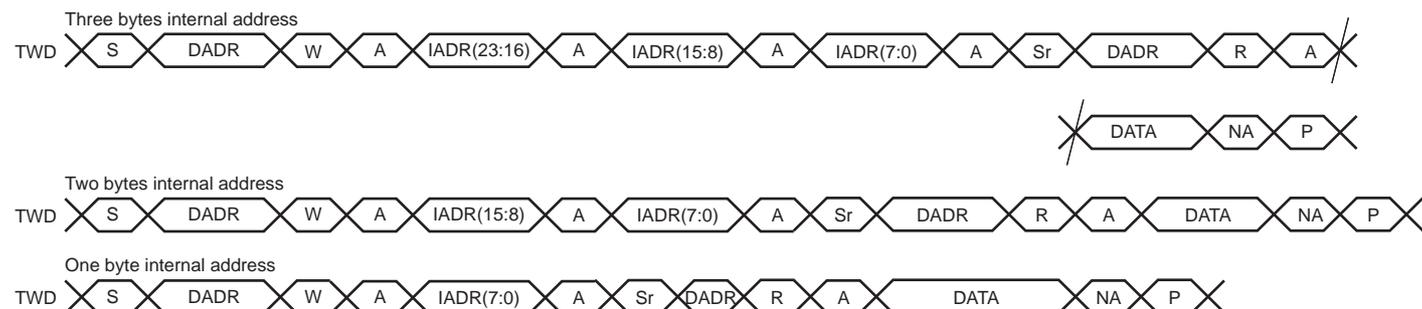 Three bytes internal address
TWD S DADR W A IADR(23:16) A IADR(15:8) A IADR(7:0) A Sr DADR R A
DATA NA P
Two bytes internal address
TWD S DADR W A IADR(15:8) A IADR(7:0) A Sr DADR R A DATA NA P
One byte internal address
TWD S DADR W A IADR(7:0) A Sr DADR R A DATA NA P